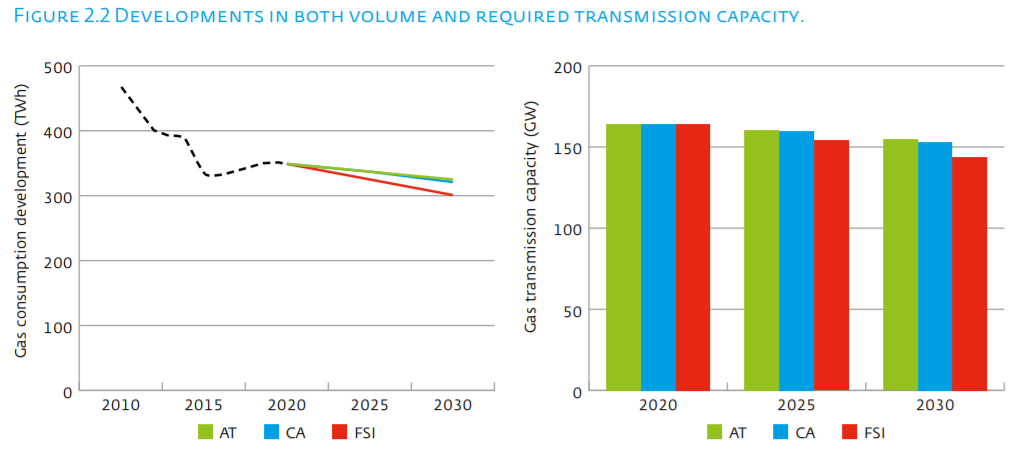 FIGURE 2.2 DEVELOPMENTS IN BOTH VOLUME AND REQUIRED TRANSMISSION CAPACITY.
Gas consumption development (TWh)
500
400
300
200
100
0
2010 2015 2020 2025 2030
AT CA FSI
Gas transmission capacity (GW)
200
150
100
50
0
2020 2025 2030
AT CA FSI